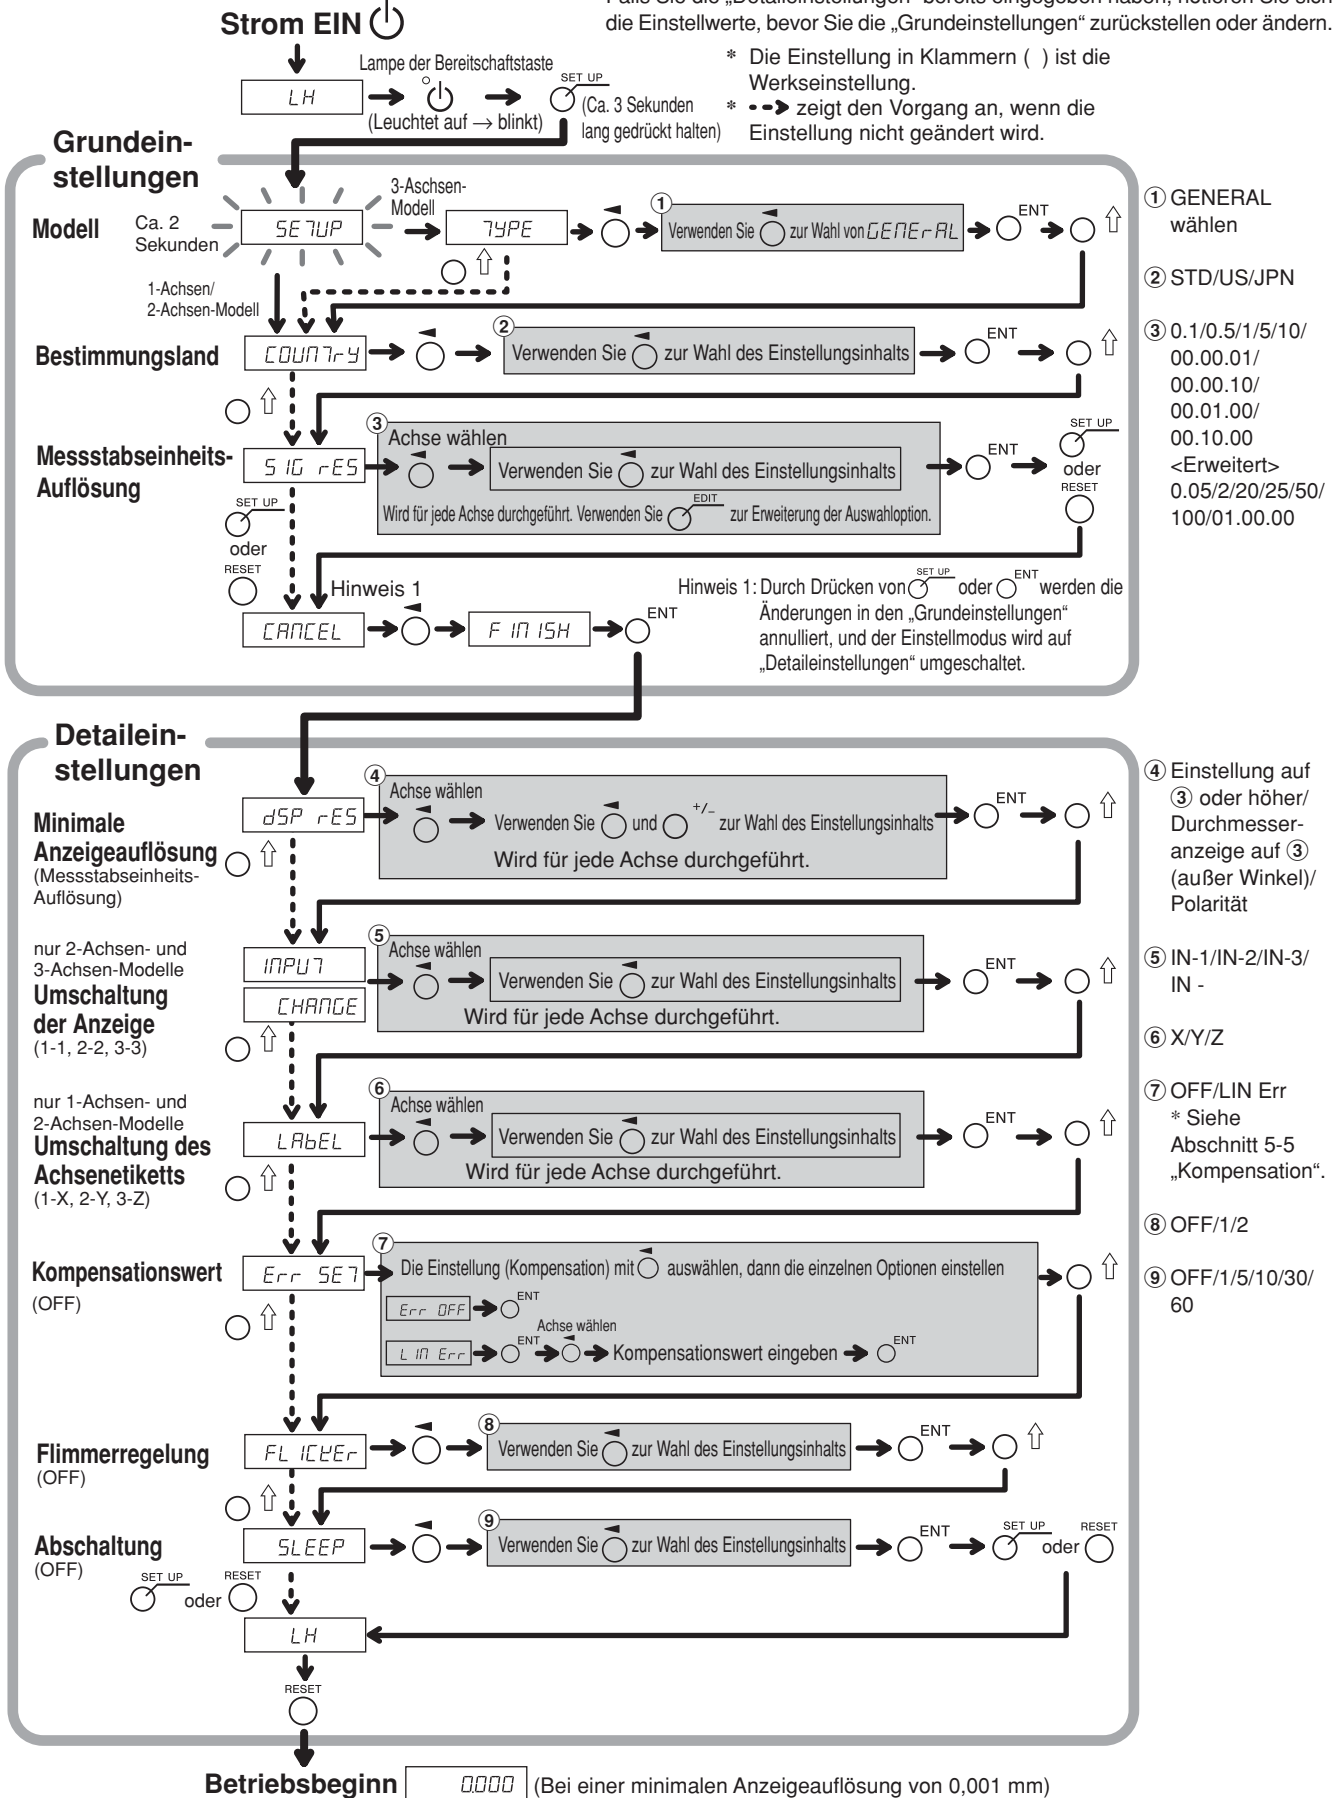 Falls Sie die „Detaileinstellungen“ bereits eingegeben haben, notieren Sie sich
die Einstellwerte, bevor Sie die „Grundeinstellungen“ zurückstellen oder ändern.
Strom EIN
* Die Einstellung in Klammern ( ) ist die
Werkseinstellung.
* zeigt den Vorgang an, wenn die
Einstellung nicht geändert wird.
Lampe der Bereitschaftstaste
LH
(Leuchtet auf → blinkt)
SET UP
(Ca. 3 Sekunden
lang gedrückt halten)
Grundein-
stellungen
Modell
Ca. 2
Sekunden
SETUP
3-Aschsen-
Modell
TYPE
①
Verwenden Sie zur Wahl von GENErAL
ENT
1-Achsen/
2-Achsen-Modell
① GENERAL
wählen
② STD/US/JPN
③ 0.1/0.5/1/5/10/
00.00.01/
00.00.10/
00.01.00/
00.10.00
<Erweitert>
0.05/2/20/25/50/
100/01.00.00
Bestimmungsland
COUNTrY
②
Verwenden Sie zur Wahl des Einstellungsinhalts
ENT
Messstabseinheits-
Auflösung
SIG rES
③
Achse wählen
Verwenden Sie zur Wahl des Einstellungsinhalts
Wird für jede Achse durchgeführt. Verwenden Sie EDIT zur Erweiterung der Auswahloption.
ENT
SET UP
oder
RESET
SET UP
oder
RESET
Hinweis 1
CANCEL
FINISH
ENT
Hinweis 1: Durch Drücken von SET UP oder ENT werden die
Änderungen in den „Grundeinstellungen“
annulliert, und der Einstellmodus wird auf
„Detaileinstellungen“ umgeschaltet.
Detailein-
stellungen
Minimale
Anzeigeauflösung
(Messstabseinheits-
Auflösung)
dSP rES
④
Achse wählen
Verwenden Sie und +/− zur Wahl des Einstellungsinhalts
Wird für jede Achse durchgeführt.
ENT
④ Einstellung auf
③ oder höher/
Durchmesser-
anzeige auf ③
(außer Winkel)/
Polarität
⑤ IN-1/IN-2/IN-3/
IN -
⑥ X/Y/Z
⑦ OFF/LIN Err
* Siehe
Abschnitt 5-5
„Kompensation“.
⑧ OFF/1/2
⑨ OFF/1/5/10/30/
60
nur 2-Achsen- und
3-Achsen-Modelle
Umschaltung
der Anzeige
(1-1, 2-2, 3-3)
INPUT
CHANGE
⑤
Achse wählen
Verwenden Sie zur Wahl des Einstellungsinhalts
Wird für jede Achse durchgeführt.
ENT
nur 1-Achsen- und
2-Achsen-Modelle
Umschaltung des
Achsenetiketts
(1-X, 2-Y, 3-Z)
LAbEL
⑥
Achse wählen
Verwenden Sie zur Wahl des Einstellungsinhalts
Wird für jede Achse durchgeführt.
ENT
Kompensationswert
(OFF)
Err SET
⑦
Die Einstellung (Kompensation) mit auswählen, dann die einzelnen Optionen einstellen
Err OFF
ENT
Achse wählen
LIN Err
ENT
Kompensationswert eingeben
ENT
Flimmerregelung
(OFF)
FLICKEr
⑧
Verwenden Sie zur Wahl des Einstellungsinhalts
ENT
Abschaltung
(OFF)
SLEEP
⑨
Verwenden Sie zur Wahl des Einstellungsinhalts
ENT
SET UP
oder
RESET
SET UP
oder
RESET
LH
RESET
Betriebsbeginn
0.000
(Bei einer minimalen Anzeigeauflösung von 0,001 mm)